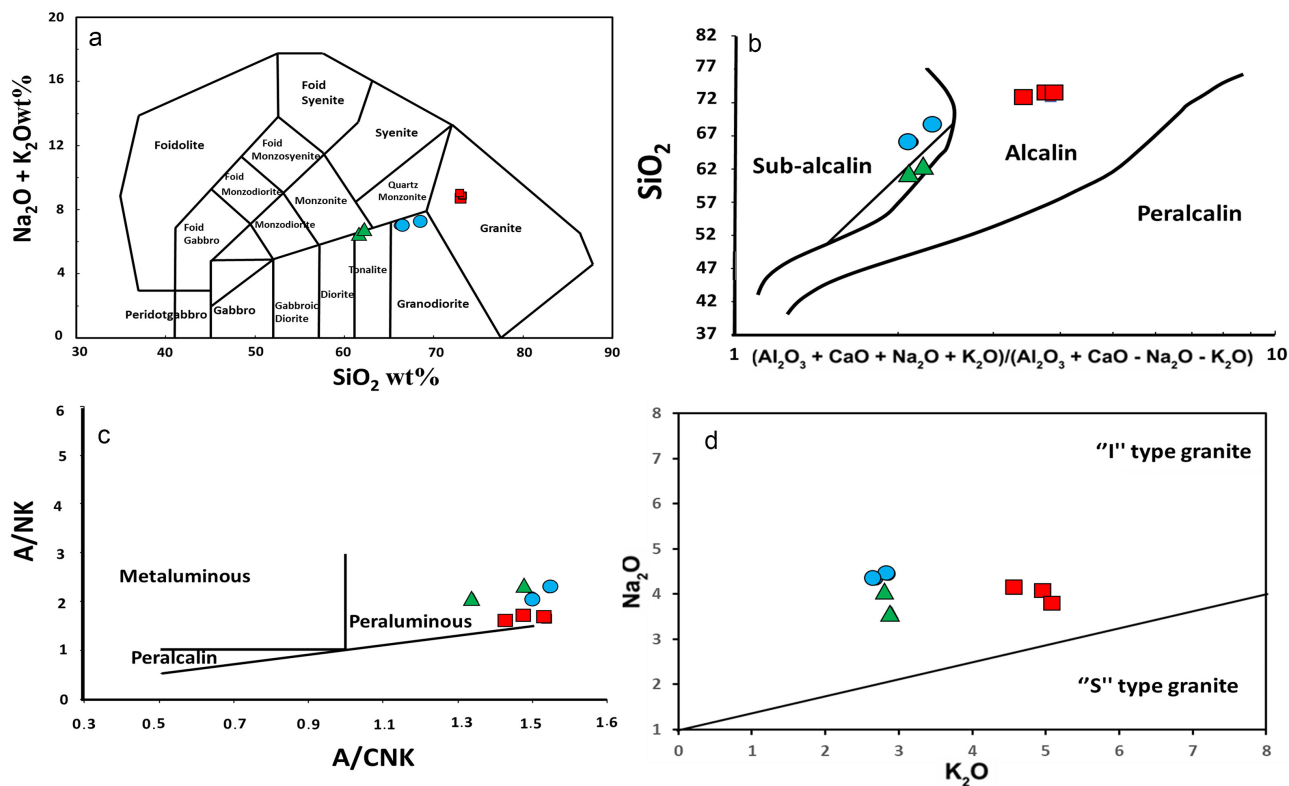 a
20
16
12
8
4
0
Na₂O + K₂Owt%
Foid
Syenite
Foidolite
Syenite
Foid
Monzosyenite
Foid
Monzodiorite
Quartz
Monzonite
Monzonite
Foid
Gabbro
Monzodiorite
Granite
Tonalite
Diorite
Gabbroic
Diorite
Granodiorite
Peridotgabbro
Gabbro
30 40 50 60 70 80 90
SiO₂ wt%
b
82
77
72
67
62
57
52
47
42
37
SiO₂
Sub-alcalin
Alcalin
Peralcalin
1 10
(Al₂O₃ + CaO + Na₂O + K₂O)/(Al₂O₃ + CaO - Na₂O - K₂O)
c
6
5
4
3
2
1
0
A/NK
Metaluminous
Peraluminous
Peralcalin
0.3 0.5 0.7 0.9 1.1 1.3 1.5 1.6
A/CNK
d
8
7
6
5
4
3
2
1
Na₂O
‘‘I'' type granite
‘‘S'' type granite
0 1 2 3 4 5 6 7 8
K₂O